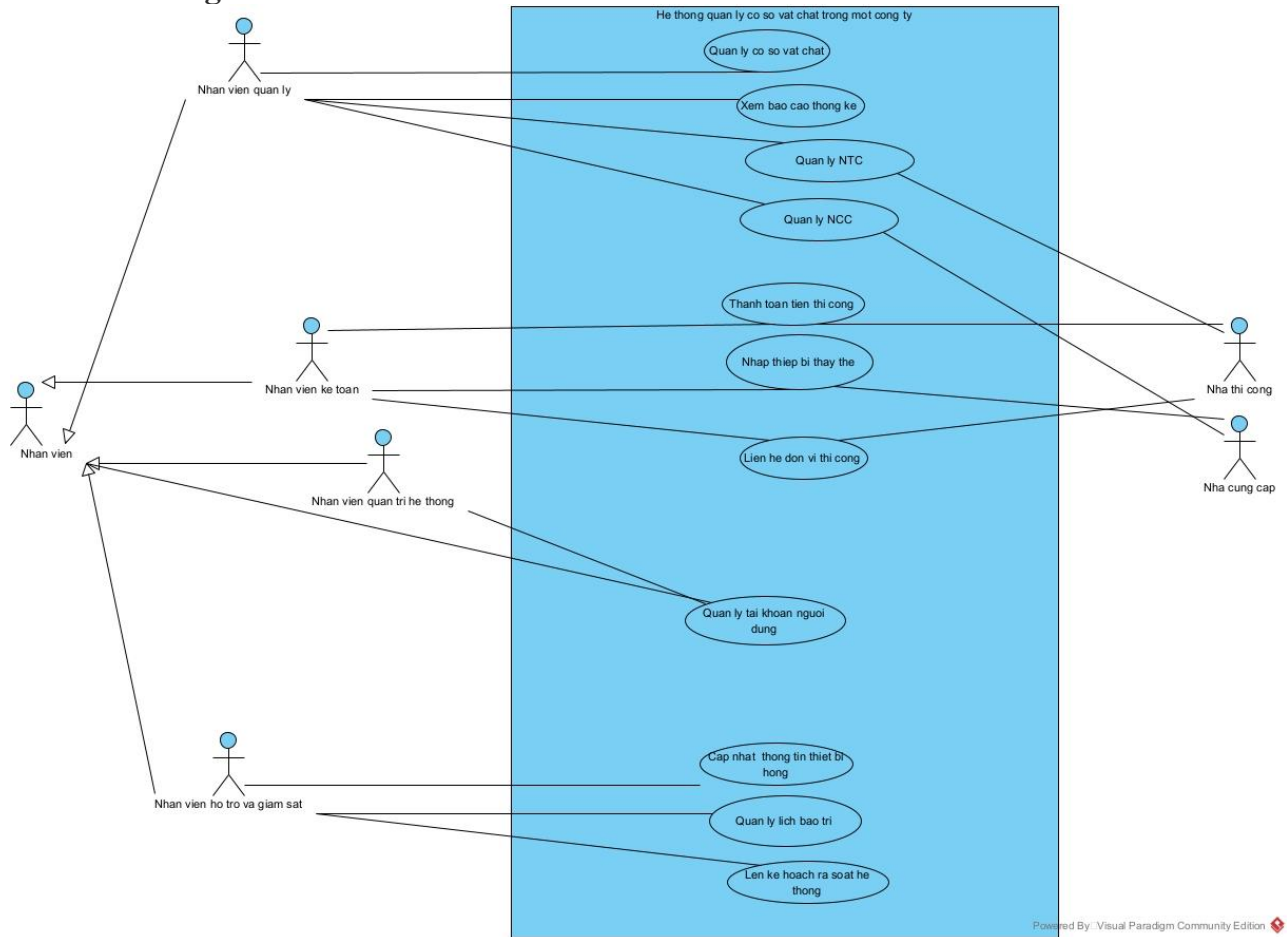 g
He thong quan ly co so vat chat trong mot cong ty
Quan ly co so vat chat
Nhan vien quan ly
Xem bao cao thong ke
Quan ly NTC
Quan ly NCC
Thanh toan tien thi cong
Nhap thiep bi thay the
Nhan vien ke toan
Nha thi cong
Nhan vien
Lien he don vi thi cong
Nha cung cap
Nhan vien quan tri he thong
Quan ly tai khoan nguoi
dung
Cap nhat thong tin thiet bi
hong
Nhan vien ho tro va giam sat
Quan ly lich bao tri
Len ke hoach ra soat he
thong
Powered By Visual Paradigm Community Edition